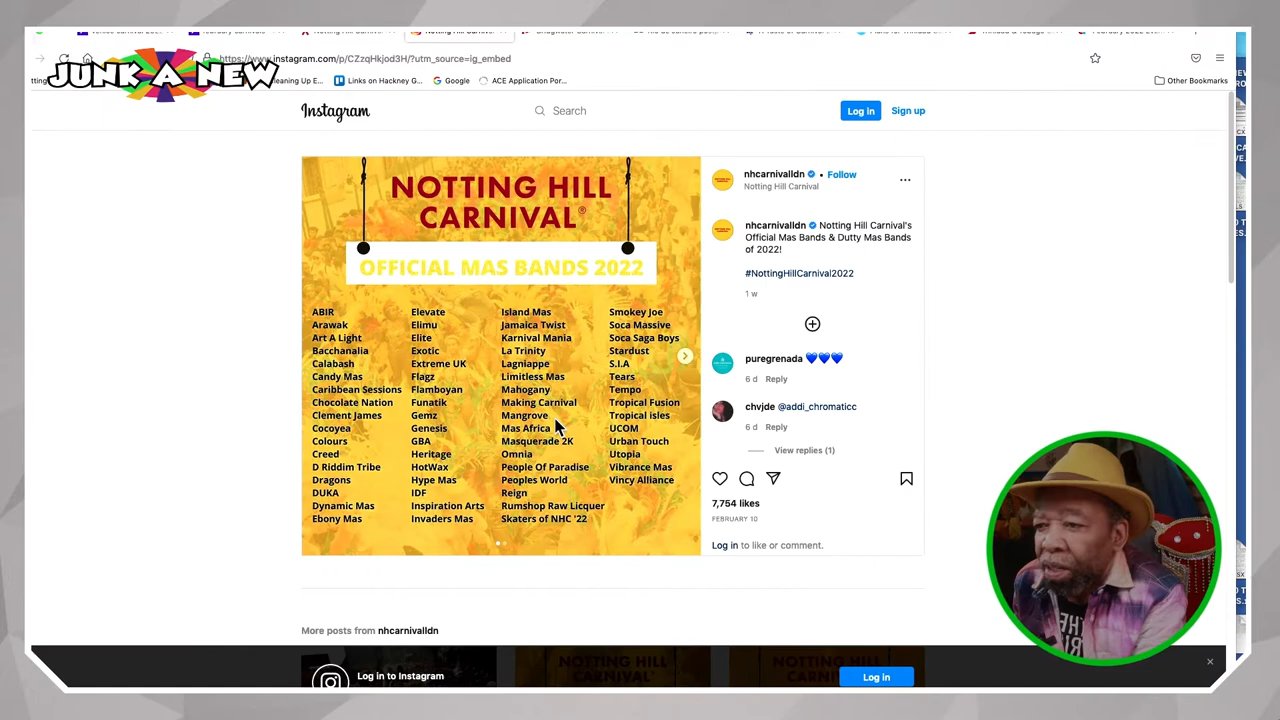 JUNK A NEW
https://www.instagram.com/p/CZzqHkjod3H/?utm_source=ig_embed
Links on Hackney G...
Google
ACE Application Por...
Other Bookmarks
Instagram
Search
Log in
Sign up
NOTTING HILL
CARNIVAL®
OFFICIAL MAS BANDS 2022
ABIR
Arawak
Art A Light
Bacchanalia
Calabash
Candy Mas
Caribbean Sessions
Chocolate Nation
Clement James
Cocoyea
Colours
Creed
D Riddim Tribe
Dragons
DUKA
Dynamic Mas
Ebony Mas
Elevate
Elimu
Elite
Exotic
Extreme UK
Flagz
Flamboyan
Funatik
Gemz
Genesis
GBA
Heritage
HotWax
Hype Mas
IDF
Inspiration Arts
Invaders Mas
Island Mas
Jamaica Twist
Karnival Mania
La Trinity
Lagniappe
Limitless Mas
Mahogany
Making Carnival
Mangrove
Mas Africa
Masquerade 2K
Omnia
People Of Paradise
Peoples World
Reign
Rumshop Raw Licquer
Skaters of NHC '22
Smokey Joe
Soca Massive
Soca Saga Boys
Stardust
S.I.A
Tears
Tempo
Tropical Fusion
Tropical isles
UCOM
Urban Touch
Utopia
Vibrance Mas
Vincy Alliance
nhcarnivalldn • Follow
Notting Hill Carnival
nhcarnivalldn Notting Hill Carnival's
Official Mas Bands & Dutty Mas Bands
of 2022!
#NottingHillCarnival2022
1 w
puregrenada 💙💙💙
6 d Reply
chvjde @addi_chromaticc
6 d Reply
View replies (1)
7,754 likes
FEBRUARY 10
Log in to like or comment.
More posts from nhcarnivalldn
Log in to Instagram
Log in
NOTTING HILL
NOTTING HILL